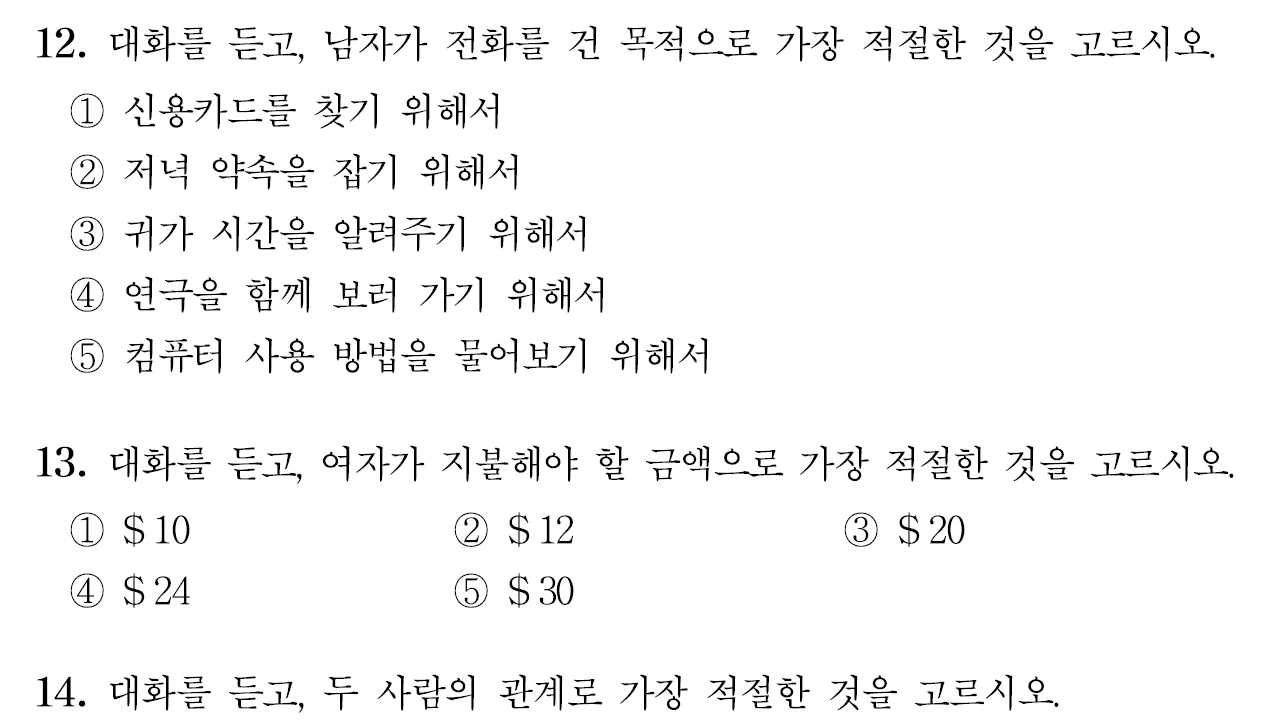 12. 대화를 듣고, 남자가 전화를 건 목적으로 가장 적절한 것을 고르시오.
① 신용카드를 찾기 위해서
② 저녁 약속을 잡기 위해서
③ 귀가 시간을 알려주기 위해서
④ 연극을 함께 보러 가기 위해서
⑤ 컴퓨터 사용 방법을 물어보기 위해서
13. 대화를 듣고, 여자가 지불해야 할 금액으로 가장 적절한 것을 고르시오.
① $10 ② $12 ③ $20
④ $24 ⑤ $30
14. 대화를 듣고, 두 사람의 관계로 가장 적절한 것을 고르시오.